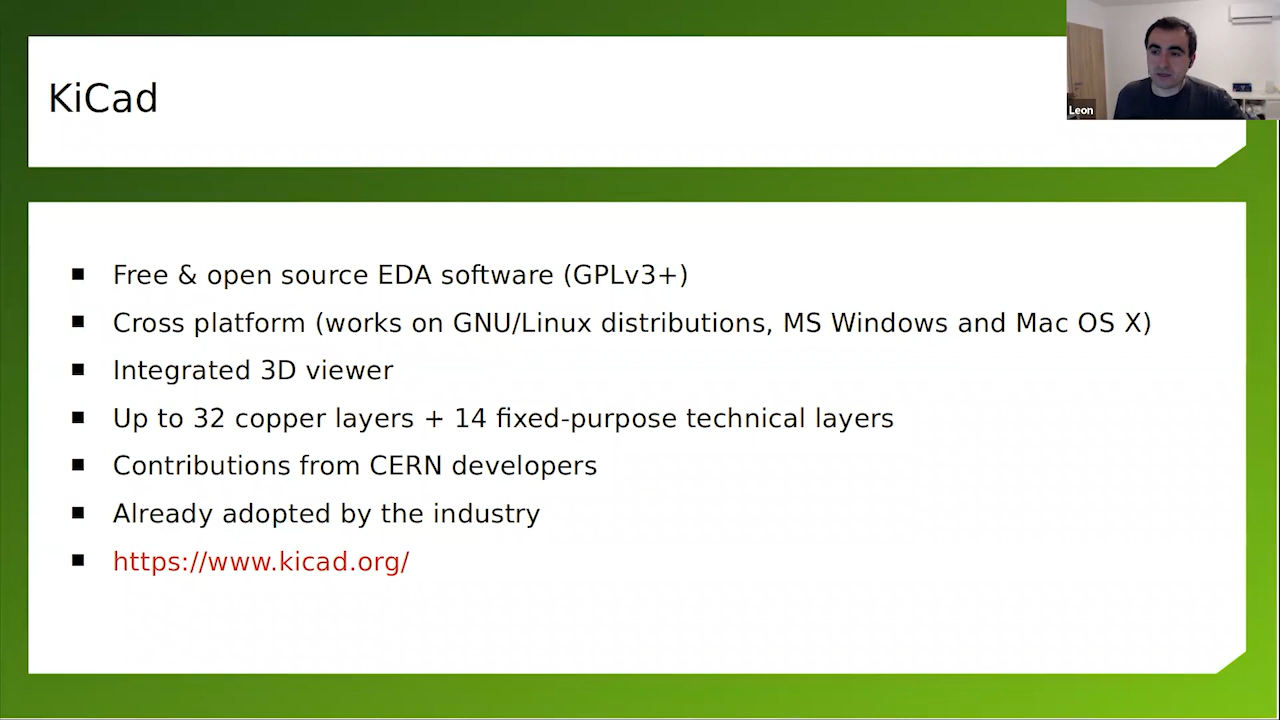 KiCad
Leon
Free & open source EDA software (GPLv3+)
Cross platform (works on GNU/Linux distributions, MS Windows and Mac OS X)
Integrated 3D viewer
Up to 32 copper layers + 14 fixed-purpose technical layers
Contributions from CERN developers
Already adopted by the industry
https://www.kicad.org/